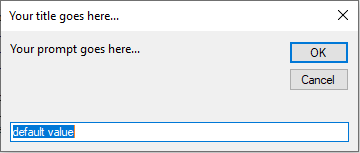 Your title goes here...
Your prompt goes here...
OK
Cancel
default value